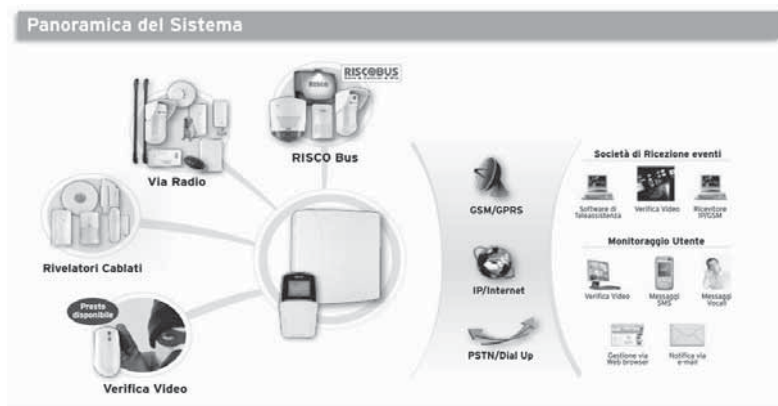 Panoramica del Sistema
RISCOBUS
RISCO Bus
Via Radio
Rivelatori Cablati
Presto
disponibile
Verifica Video
GSM/GPRS
IP/Internet
PSTN/Dial Up
Società di Ricezione eventi
Software di
Teleassistenza
Verifica Video
Ricevitore
IP/GSM
Monitoraggio Utente
Verifica Video
Messaggi
SMS
Messaggi
Vocali
Gestione via
Web browser
Notifica via
e-mail